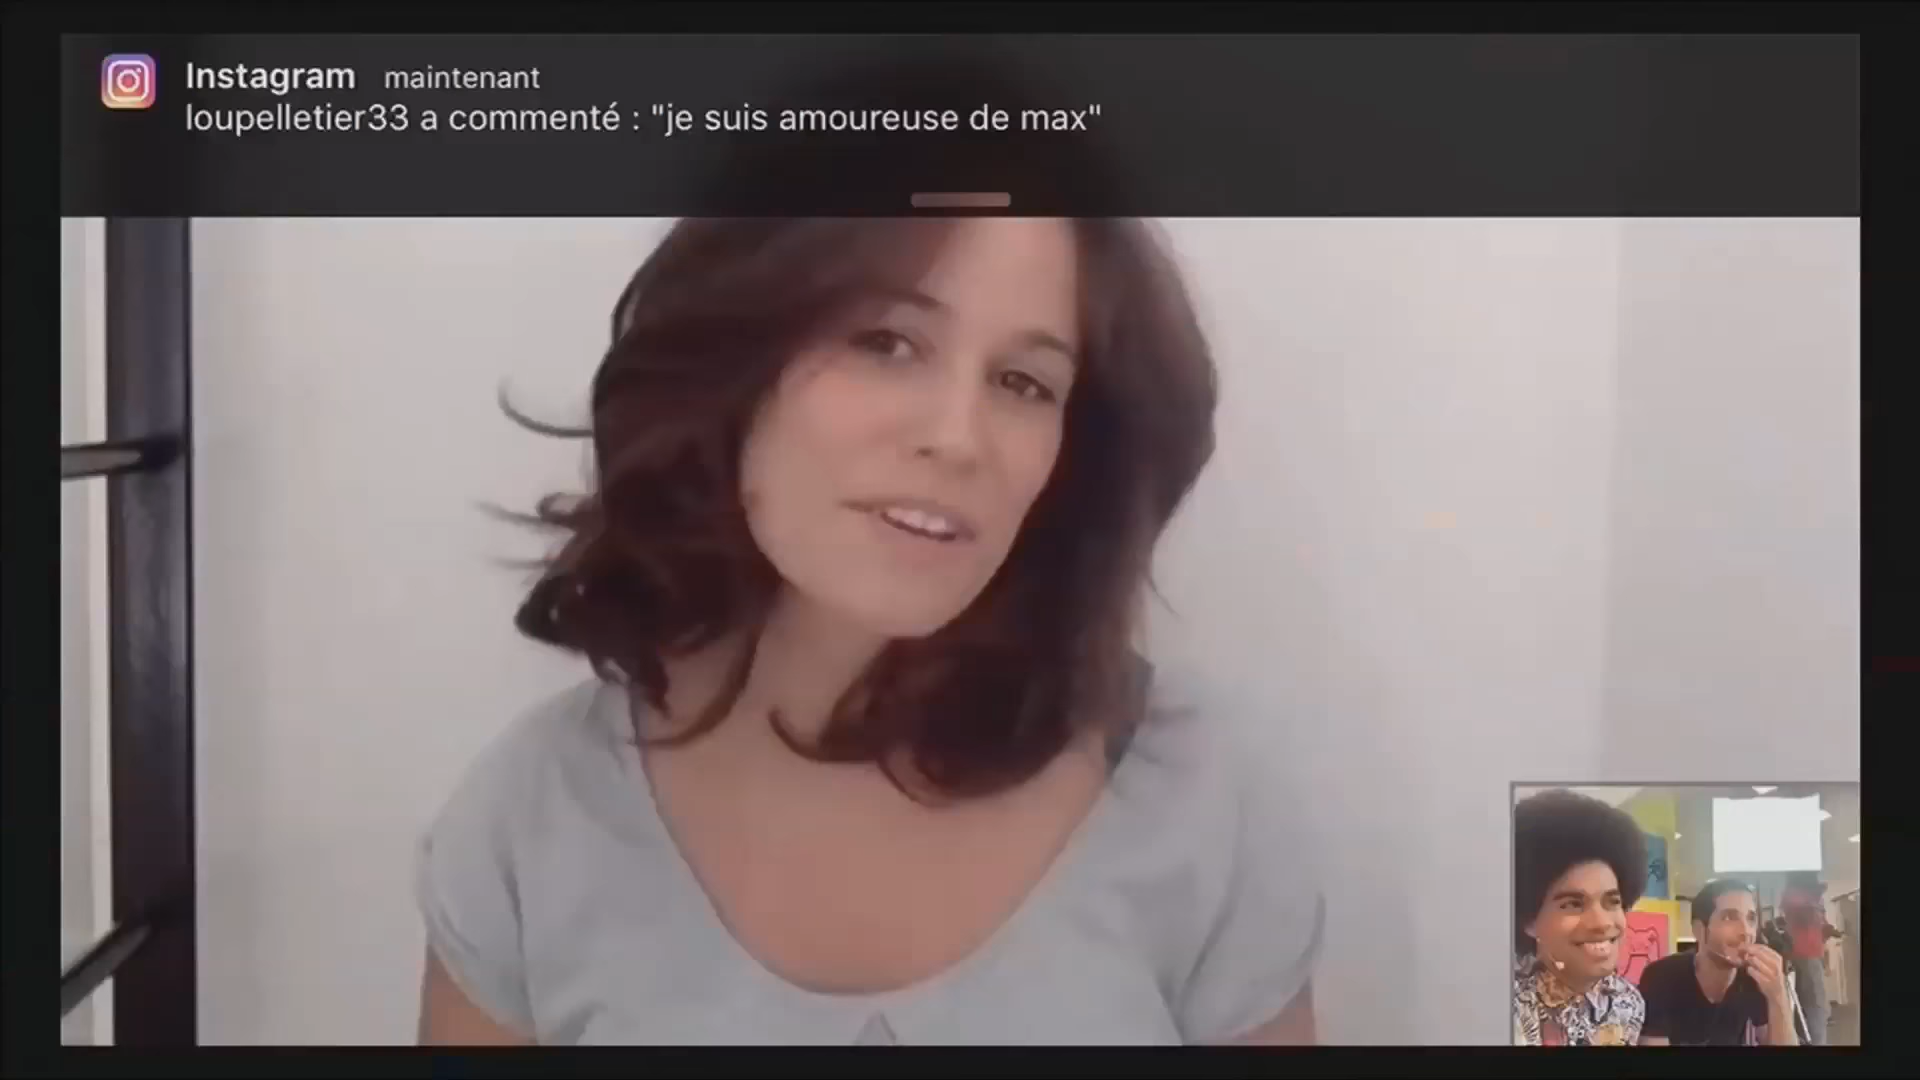 Instagram maintenant
loupelletier33 a commenté : "je suis amoureuse de max"